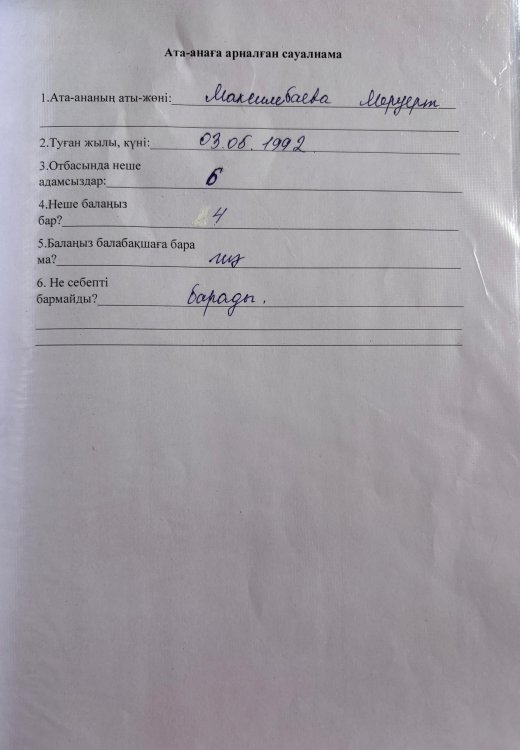 Ата-анаға арналған сауалнама
1.Ата-ананың аты-жөні: Максилебаева Меруерт
2.Туған жылы, күні: 03.06.1992
3.Отбасында неше
адамсыздар: 6
4.Неше балаңыз
бар? 4
5.Балаңыз балабақшаға бара
ма?
6. Не себепті
бармайды? барады.